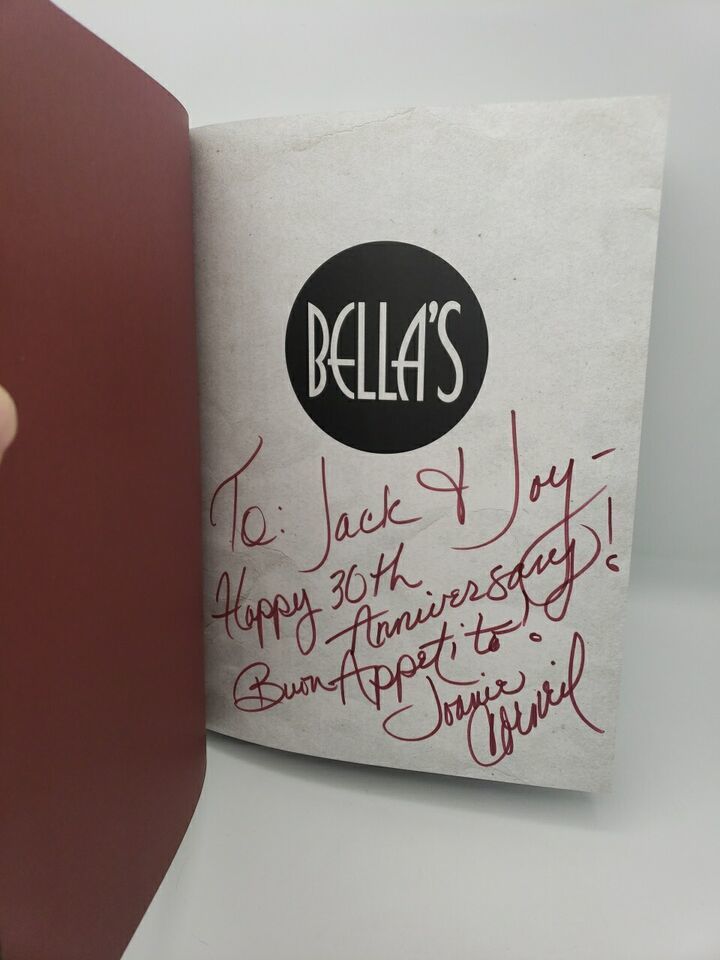 BELLA'S
To: Jack & Joy-
Happy 30th
Anniversary!
Buon Appetito!
Joanie